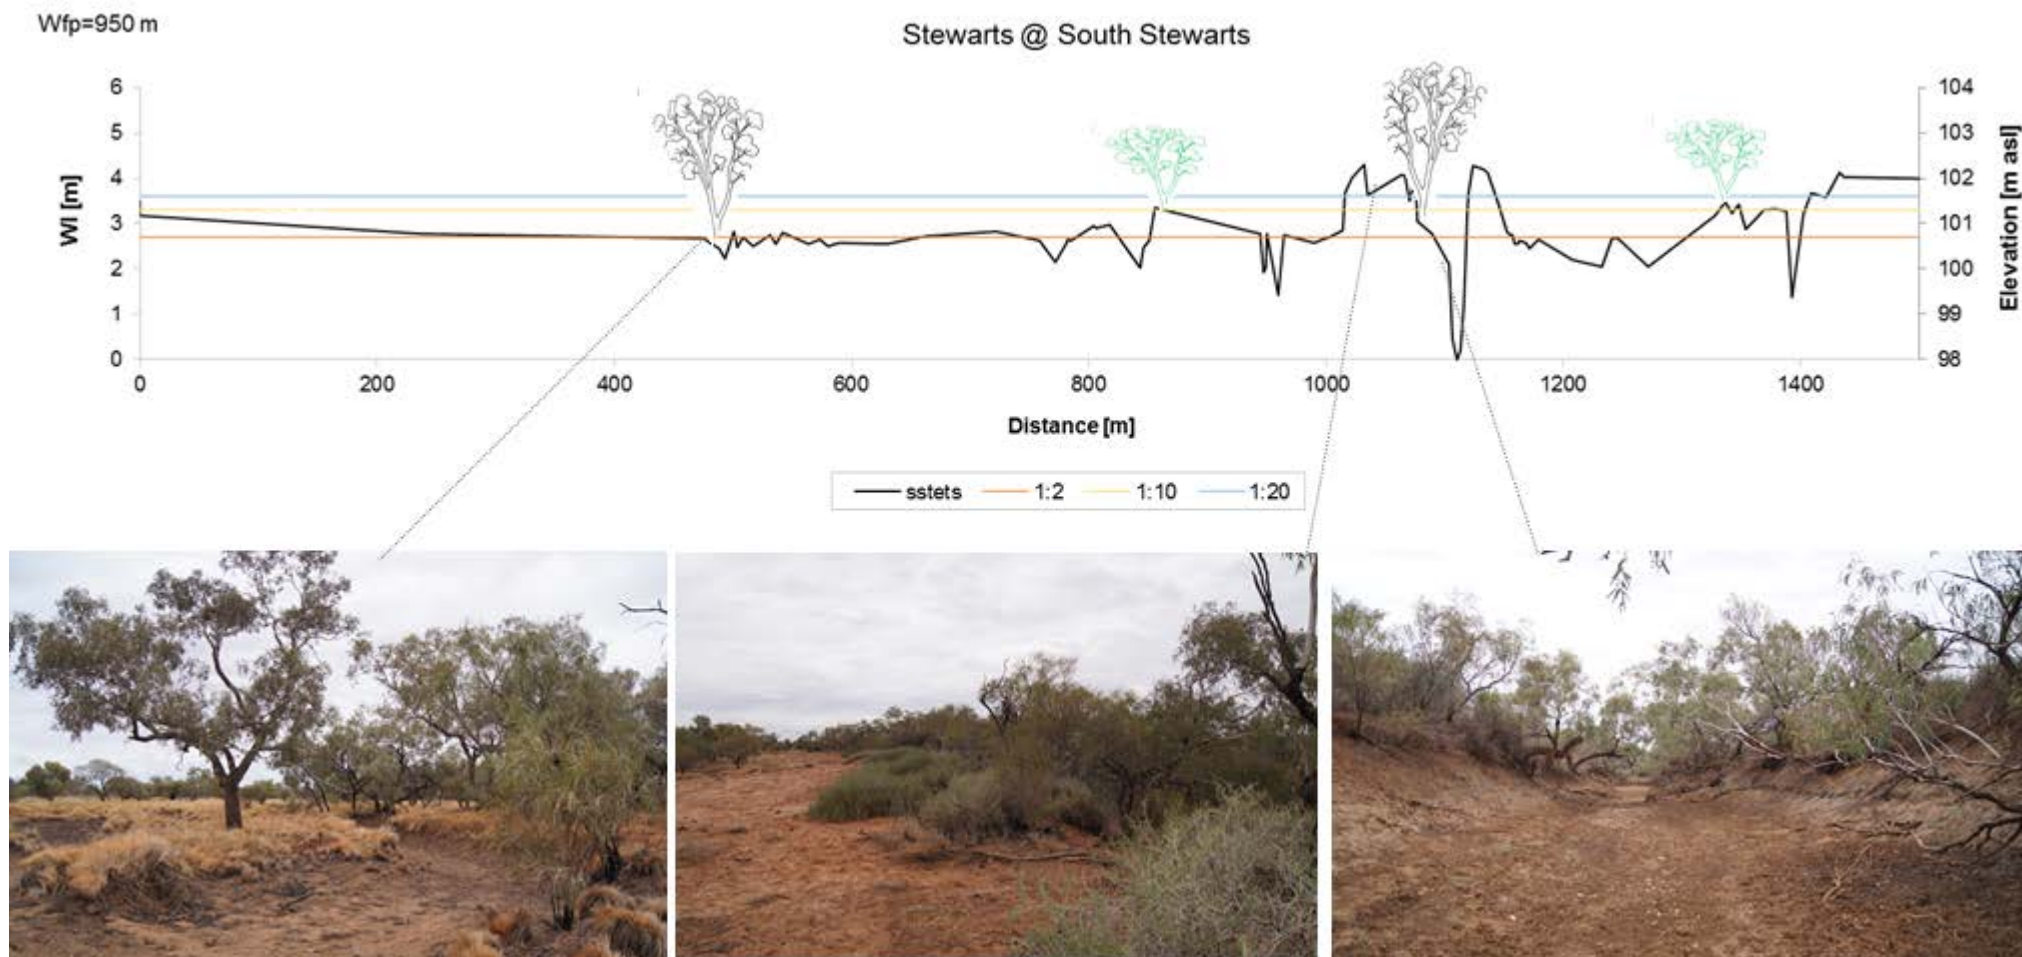 Wfp=950 m
Stewarts @ South Stewarts
6
5
4
3
2
1
0
Wl [m]
104
103
102
101
100
99
98
Elevation [m asl]
0 200 400 600 800 1000 1200 1400
Distance [m]
sstets 1:2 1:10 1:20